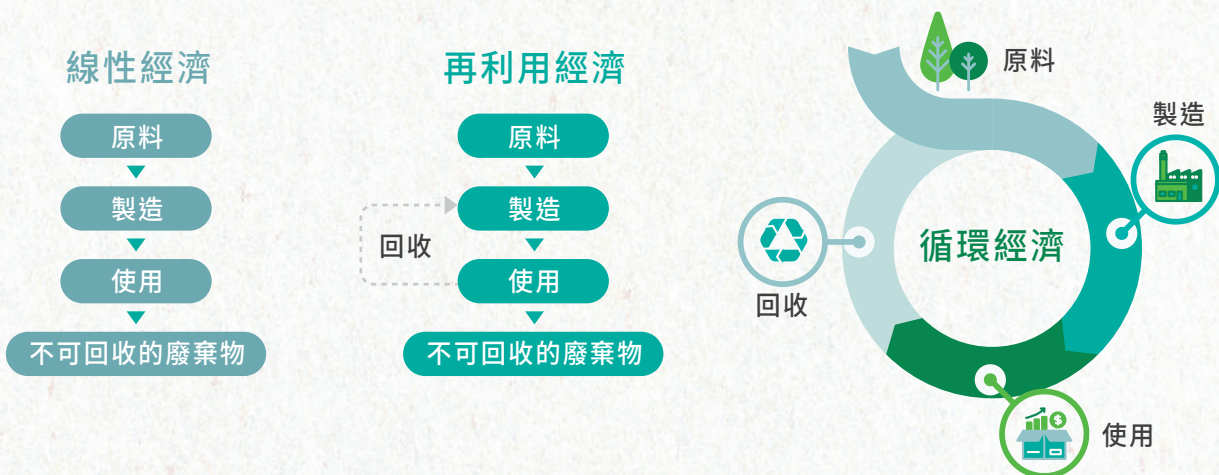 線性經濟
原料
製造
使用
不可回收的廢棄物
再利用經濟
原料
製造
回收
使用
不可回收的廢棄物
原料
製造
循環經濟
回收
使用